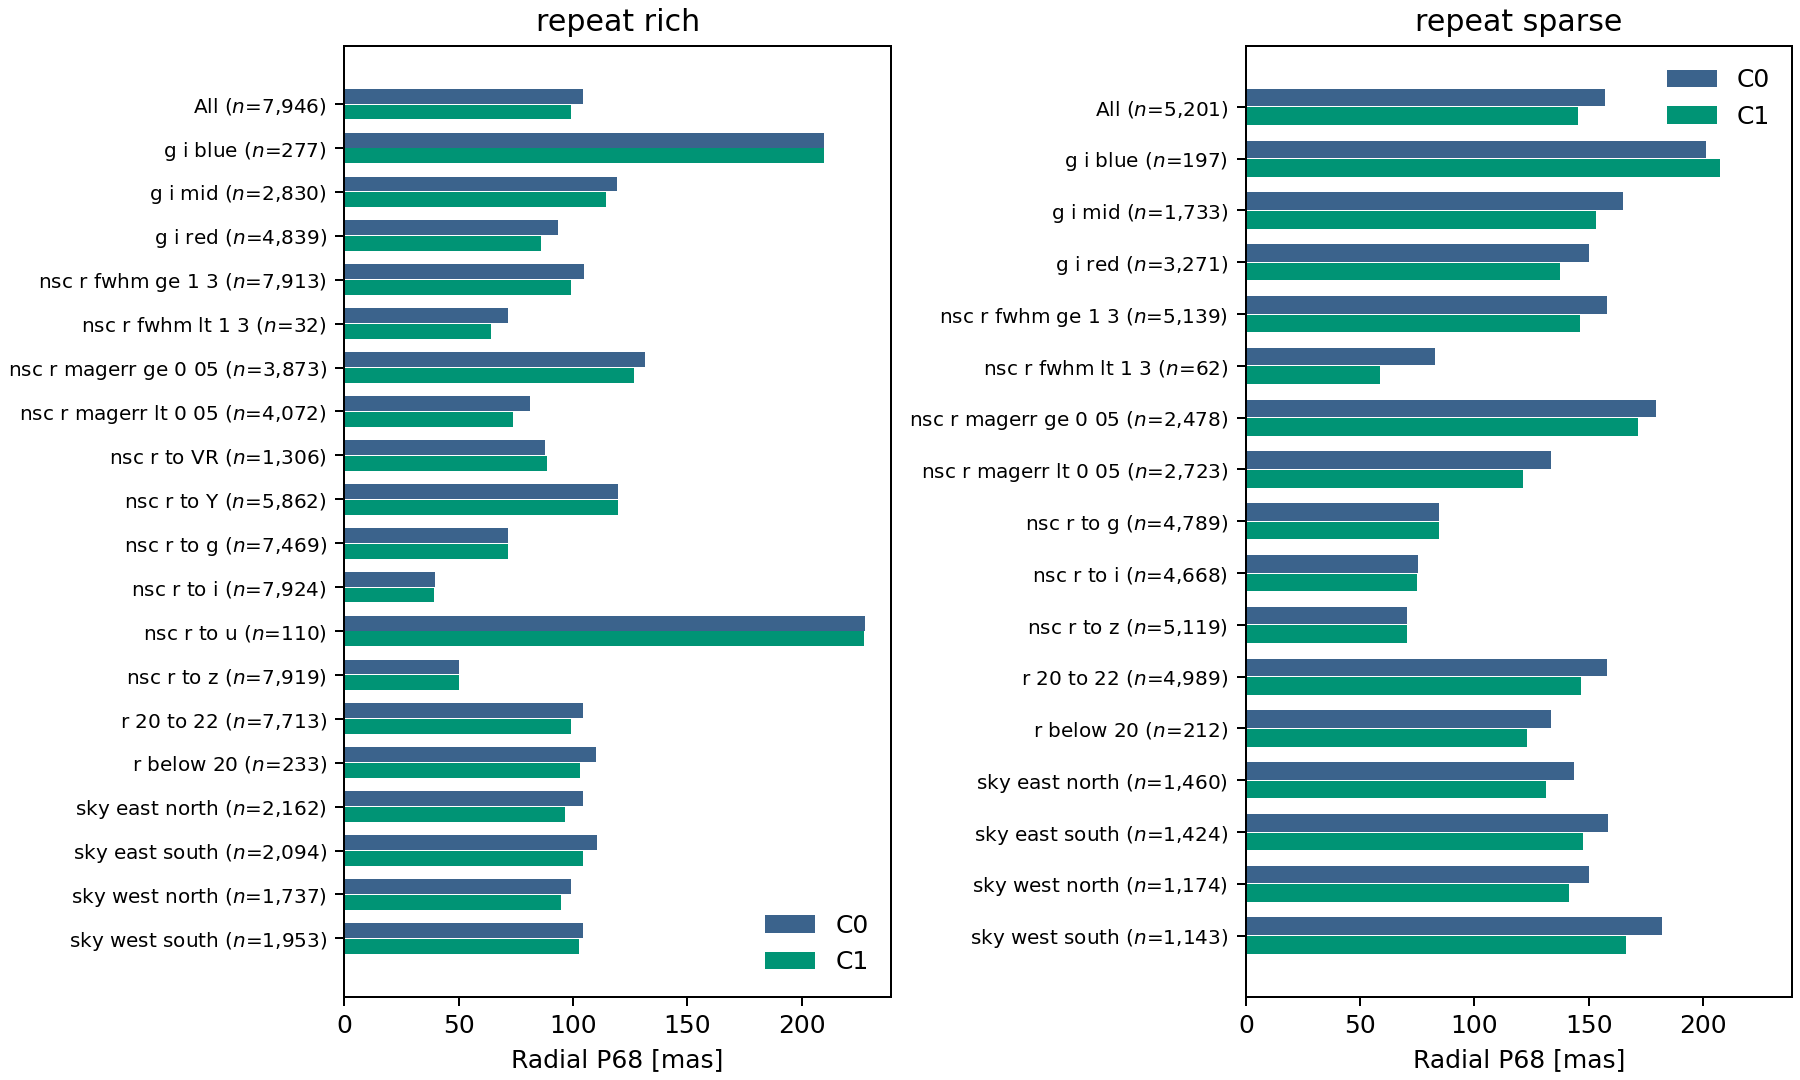 repeat rich
All (n=7,946)
g i blue (n=277)
g i mid (n=2,830)
g i red (n=4,839)
nsc r fwhm ge 1 3 (n=7,913)
nsc r fwhm lt 1 3 (n=32)
nsc r magerr ge 0 05 (n=3,873)
nsc r magerr lt 0 05 (n=4,072)
nsc r to VR (n=1,306)
nsc r to Y (n=5,862)
nsc r to g (n=7,469)
nsc r to i (n=7,924)
nsc r to u (n=110)
nsc r to z (n=7,919)
r 20 to 22 (n=7,713)
r below 20 (n=233)
sky east north (n=2,162)
sky east south (n=2,094)
sky west north (n=1,737)
sky west south (n=1,953)
C0
C1
0 50 100 150 200
Radial P68 [mas]
repeat sparse
C0
C1
All (n=5,201)
g i blue (n=197)
g i mid (n=1,733)
g i red (n=3,271)
nsc r fwhm ge 1 3 (n=5,139)
nsc r fwhm lt 1 3 (n=62)
nsc r magerr ge 0 05 (n=2,478)
nsc r magerr lt 0 05 (n=2,723)
nsc r to g (n=4,789)
nsc r to i (n=4,668)
nsc r to z (n=5,119)
r 20 to 22 (n=4,989)
r below 20 (n=212)
sky east north (n=1,460)
sky east south (n=1,424)
sky west north (n=1,174)
sky west south (n=1,143)
0 50 100 150 200
Radial P68 [mas]